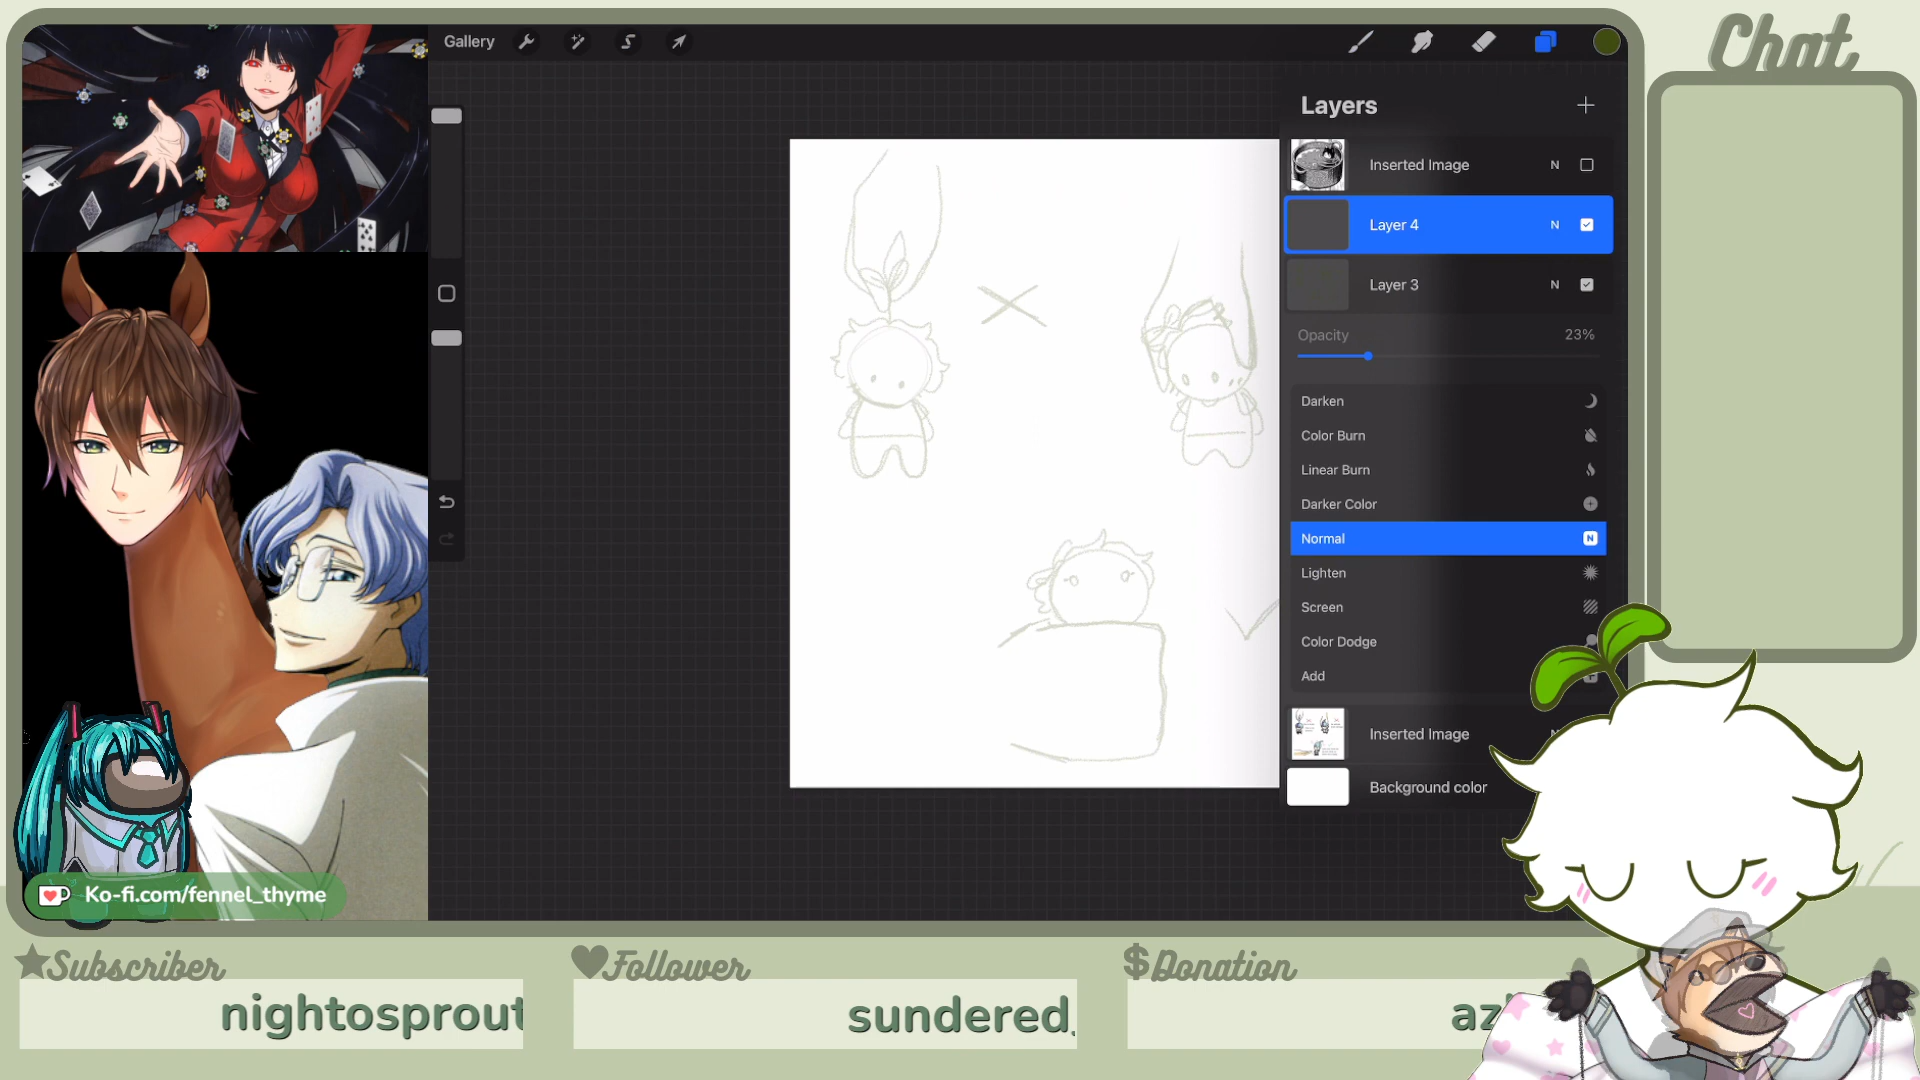 Gallery
Chat
Layers
Inserted Image N
Layer 4 N
Layer 3 N
Opacity 23%
Darken
Color Burn
Linear Burn
Darker Color
Normal N
Lighten
Screen
Color Dodge
Add
Inserted Image
Background color
Ko-fi.com/fennel_thyme
Subscriber
nightosprout
Follower
sundered_
$Donation
az